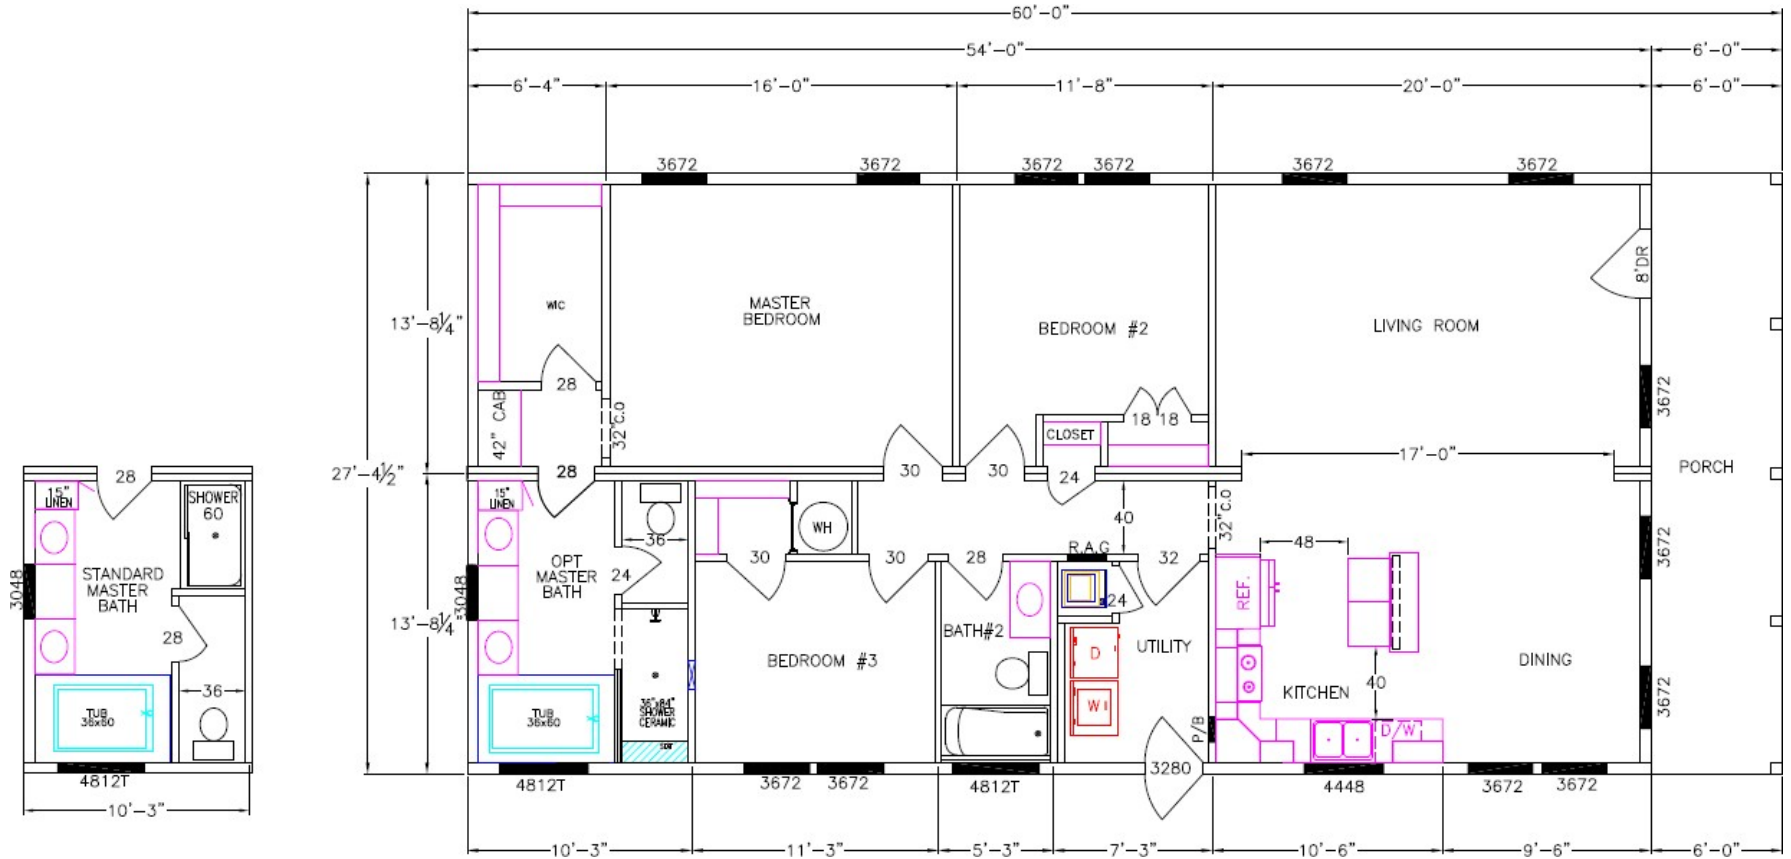 60'-0"
54'-0"
6'-0"
6'-4"
16'-0"
11'-8"
20'-0"
6'-0"
3672
3672
3672
3672
3672
3672
13'-8¼"
27'-4½"
13'-8¼"
WIC
MASTER
BEDROOM
BEDROOM #2
LIVING ROOM
8'DR
3672
28
42" CAB
32"c.o
18 18
CLOSET
17'-0"
PORCH
28
28
30
30
24
15"
LINEN
SHOWER
60
STANDARD
MASTER
BATH
3048
28
36
TUB
36x60
4812T
10'-3"
15"
LINEN
36
WH
40
32"c.o
48
3672
OPT
MASTER
BATH
3048
24
30
30
28
R.A.G
32
24
REF.
36"x84"
SHOWER
CERAMIC
SEAT
TUB
36x60
BEDROOM #3
BATH#2
D
W
UTILITY
P/B
KITCHEN
40
D/W
DINING
3672
4812T
3672
3672
4812T
3280
4448
3672
3672
10'-3"
11'-3"
5'-3"
7'-3"
10'-6"
9'-6"
6'-0"